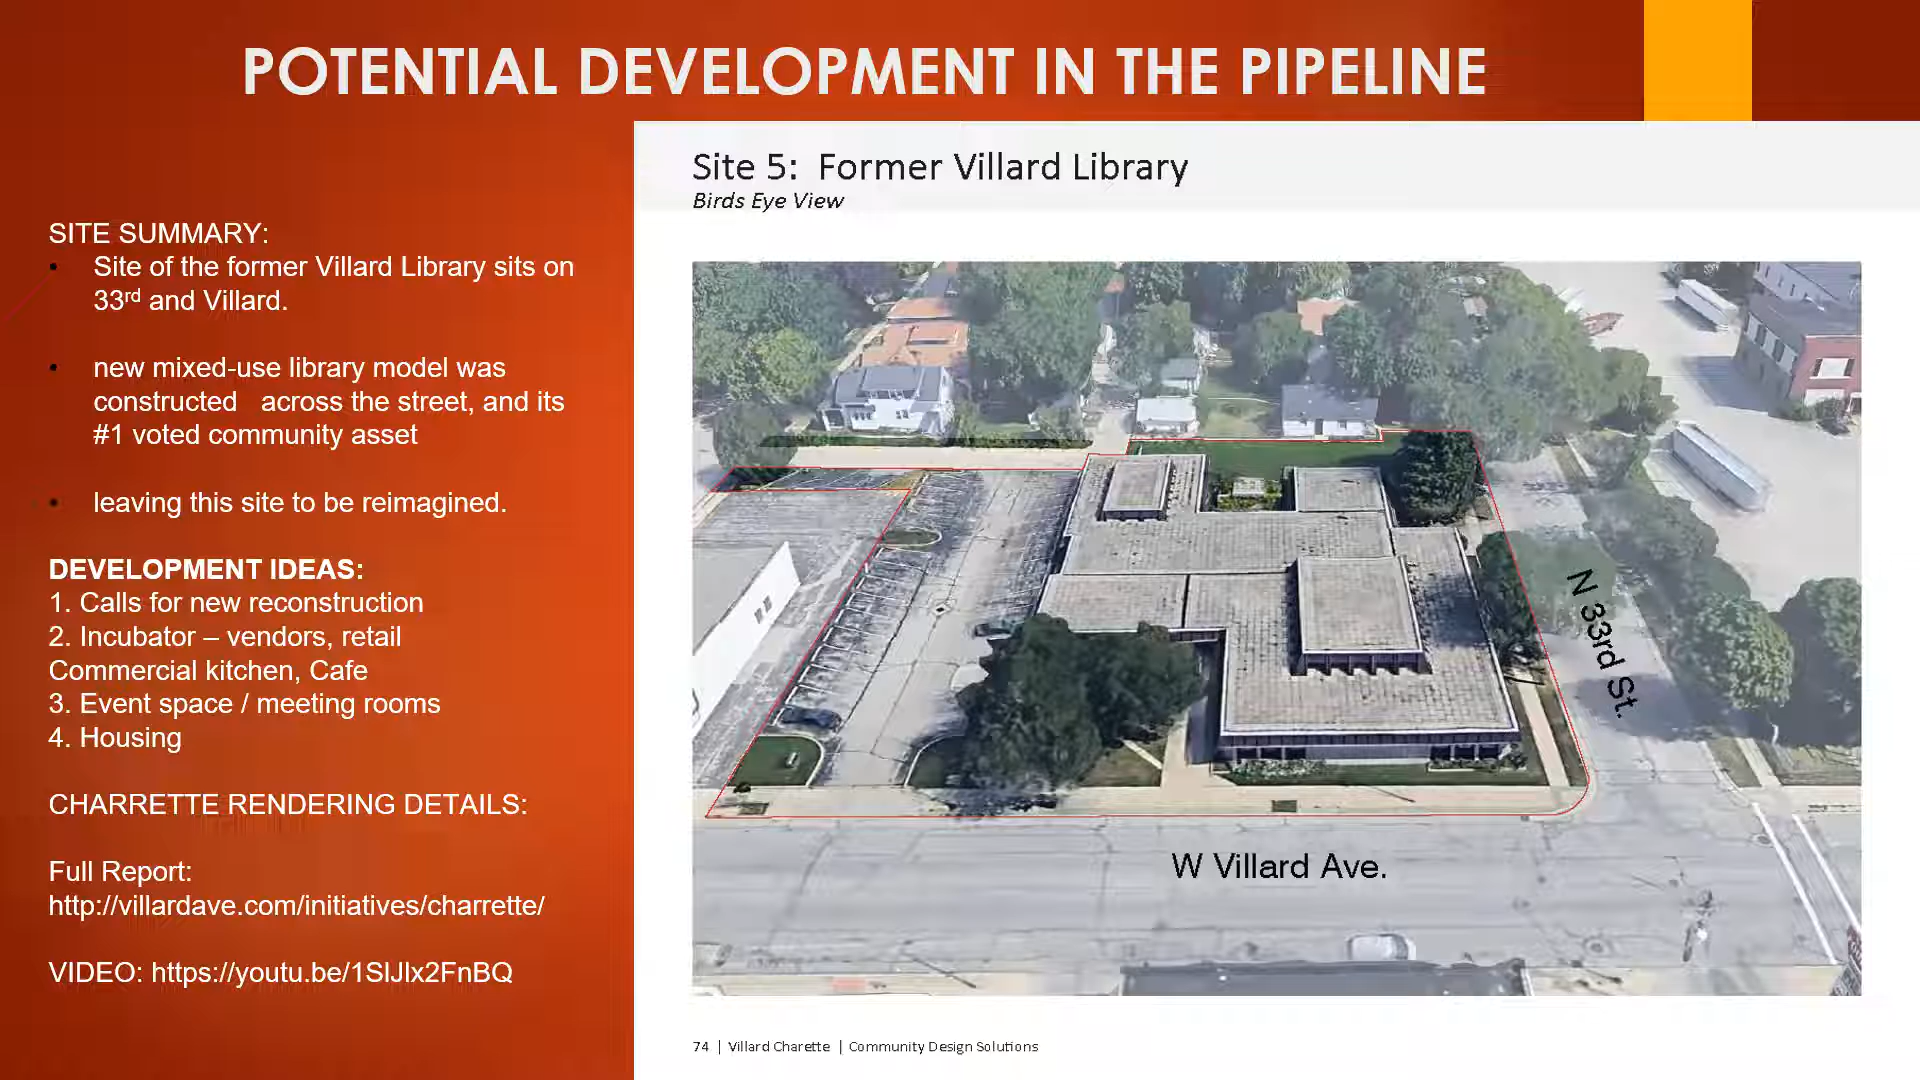 POTENTIAL DEVELOPMENT IN THE PIPELINE
SITE SUMMARY:
• Site of the former Villard Library sits on
33rd and Villard.
• new mixed-use library model was
constructed across the street, and its
#1 voted community asset
• leaving this site to be reimagined.
DEVELOPMENT IDEAS:
1. Calls for new reconstruction
2. Incubator – vendors, retail
Commercial kitchen, Cafe
3. Event space / meeting rooms
4. Housing
CHARRETTE RENDERING DETAILS:
Full Report:
http://villardave.com/initiatives/charrette/
VIDEO: https://youtu.be/1SlJlx2FnBQ
Site 5: Former Villard Library
Birds Eye View
N 33rd St.
W Villard Ave.
74 | Villard Charette | Community Design Solutions